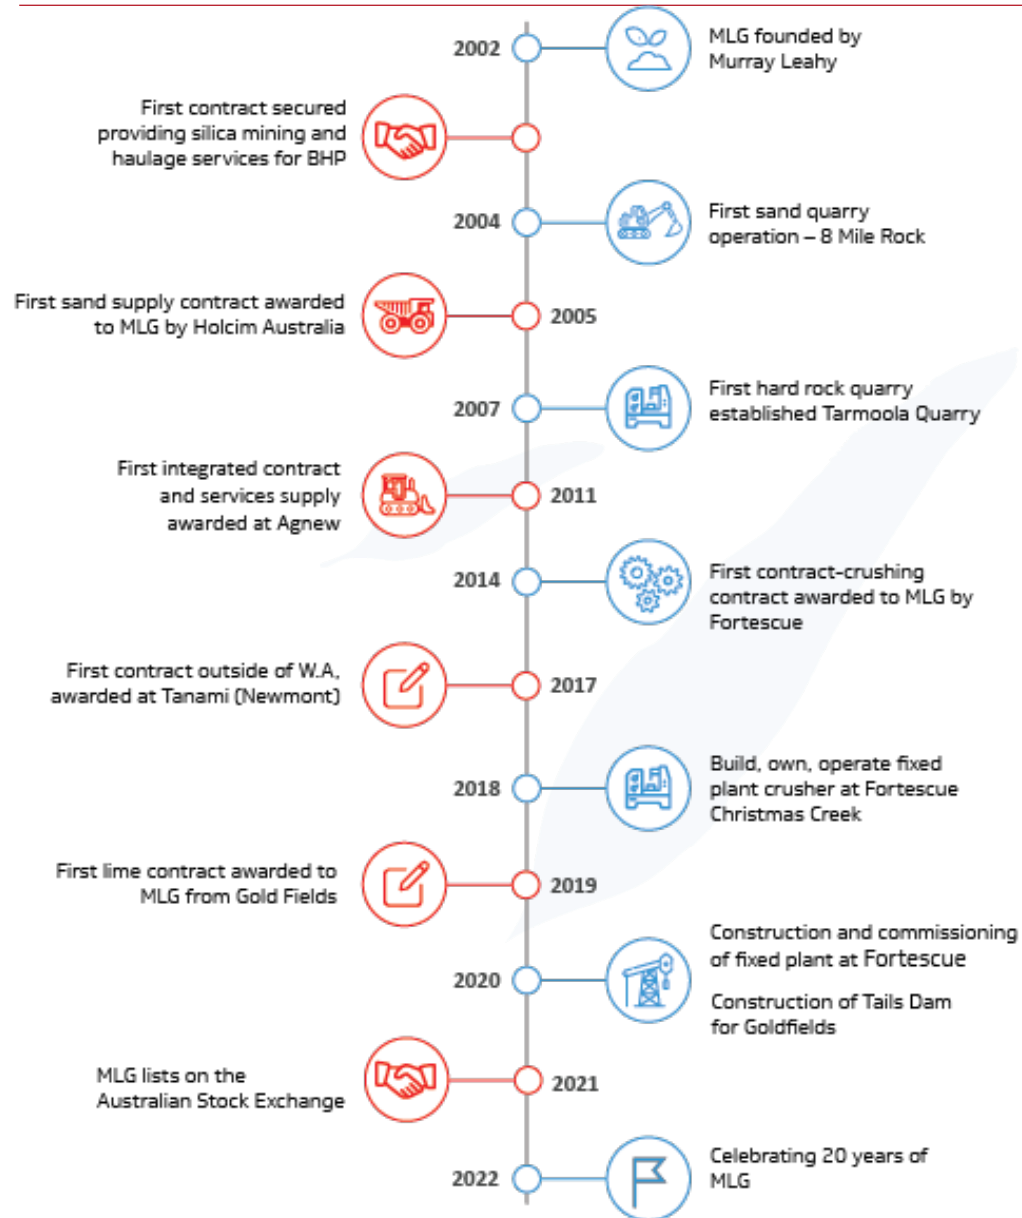 2002
MLG founded by
Murray Leahy
First contract secured
providing silica mining and
haulage services for BHP
2004
First sand quarry
operation – 8 Mile Rock
First sand supply contract awarded
to MLG by Holcim Australia
2005
2007
First hard rock quarry
established Tarmoola Quarry
First integrated contract
and services supply
awarded at Agnew
2011
2014
First contract-crushing
contract awarded to MLG by
Fortescue
First contract outside of W.A,
awarded at Tanami (Newmont)
2017
2018
Build, own, operate fixed
plant crusher at Fortescue
Christmas Creek
First lime contract awarded to
MLG from Gold Fields
2019
2020
Construction and commissioning
of fixed plant at Fortescue
Construction of Tails Dam
for Goldfields
MLG lists on the
Australian Stock Exchange
2021
2022
Celebrating 20 years of
MLG